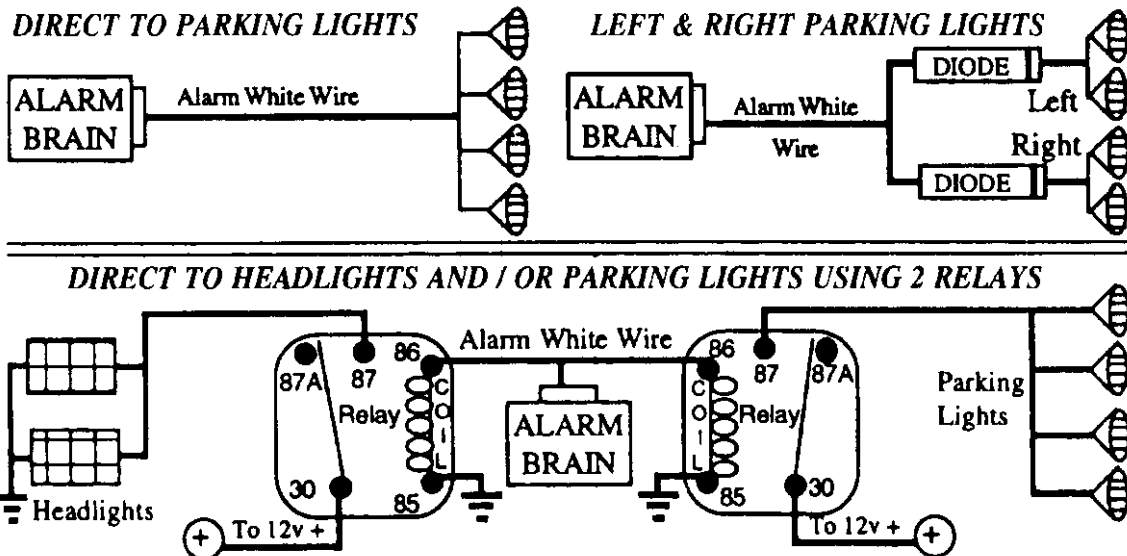 DIRECT TO PARKING LIGHTS
ALARM
BRAIN
Alarm White Wire
LEFT & RIGHT PARKING LIGHTS
ALARM
BRAIN
Alarm White
Wire
DIODE
Left
Right
DIODE
DIRECT TO HEADLIGHTS AND / OR PARKING LIGHTS USING 2 RELAYS
Headlights
87A
87
86
Relay
COIL
30
85
To 12v +
+
Alarm White Wire
ALARM
BRAIN
86
87
87A
COIL
Relay
85
30
To 12v +
+
Parking
Lights